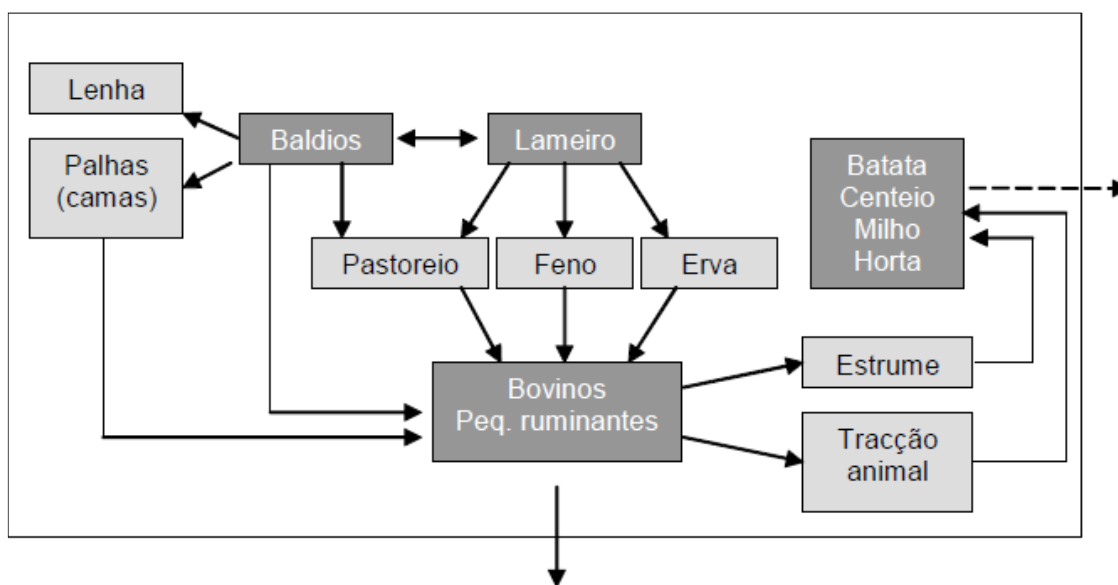 Lenha
Palhas
(camas)
Baldios
Lameiro
Batata
Centeio
Milho
Horta
Pastoreio
Feno
Erva
Bovinos
Peq. ruminantes
Estrume
Tracção
animal